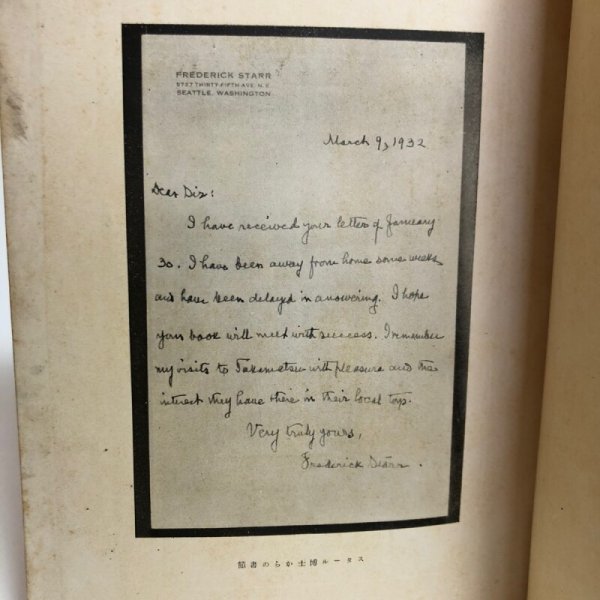 FREDERICK STARR
5727 THIRTY-FIFTH AVE. N. E.
SEATTLE, WASHINGTON
March 9, 1932
Dear Sir:
I have received your letter of January
30. I have been away from home some weeks
and have been delayed in answering. I hope
your book will meet with success. I remember
my visits to Takamatsu with pleasure and the
interest they have there in their local toys.
Very truly yours,
Frederick Starr.
スタール博士からの書簡